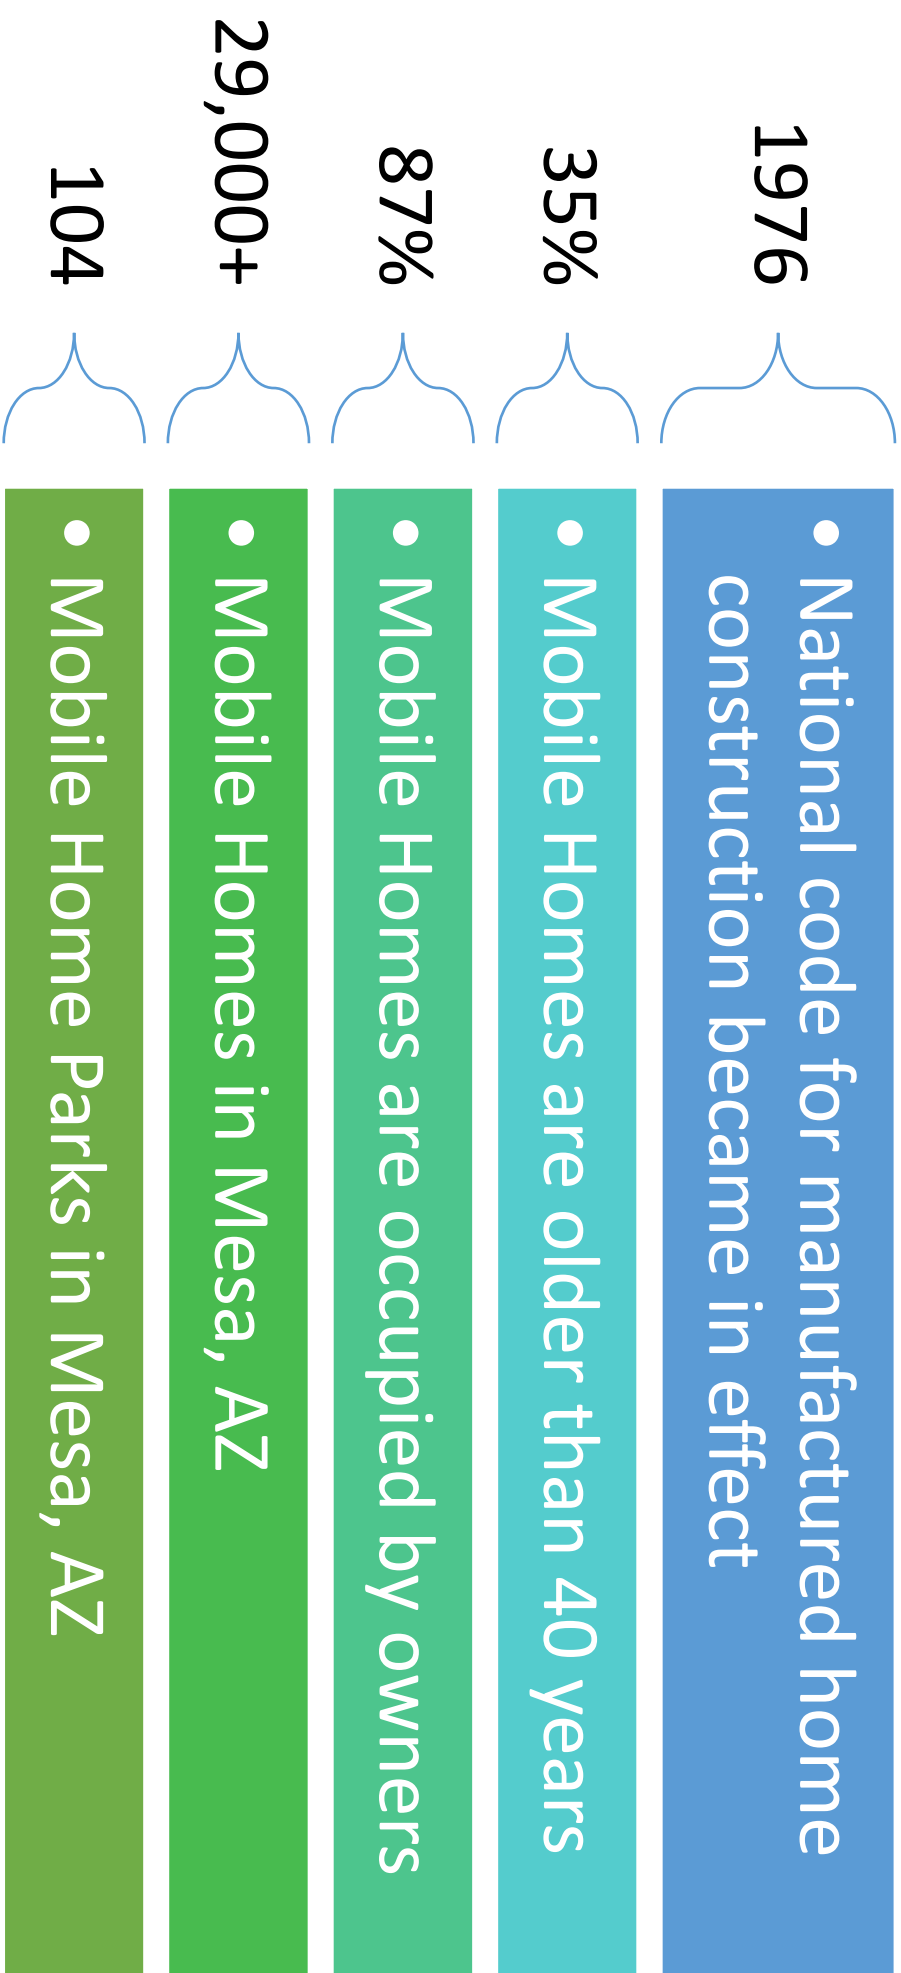 1976
• National code for manufactured home
construction became in effect
35%
• Mobile Homes are older than 40 years
87%
• Mobile Homes are occupied by owners
29,000+
• Mobile Homes in Mesa, AZ
104
• Mobile Home Parks in Mesa, AZ